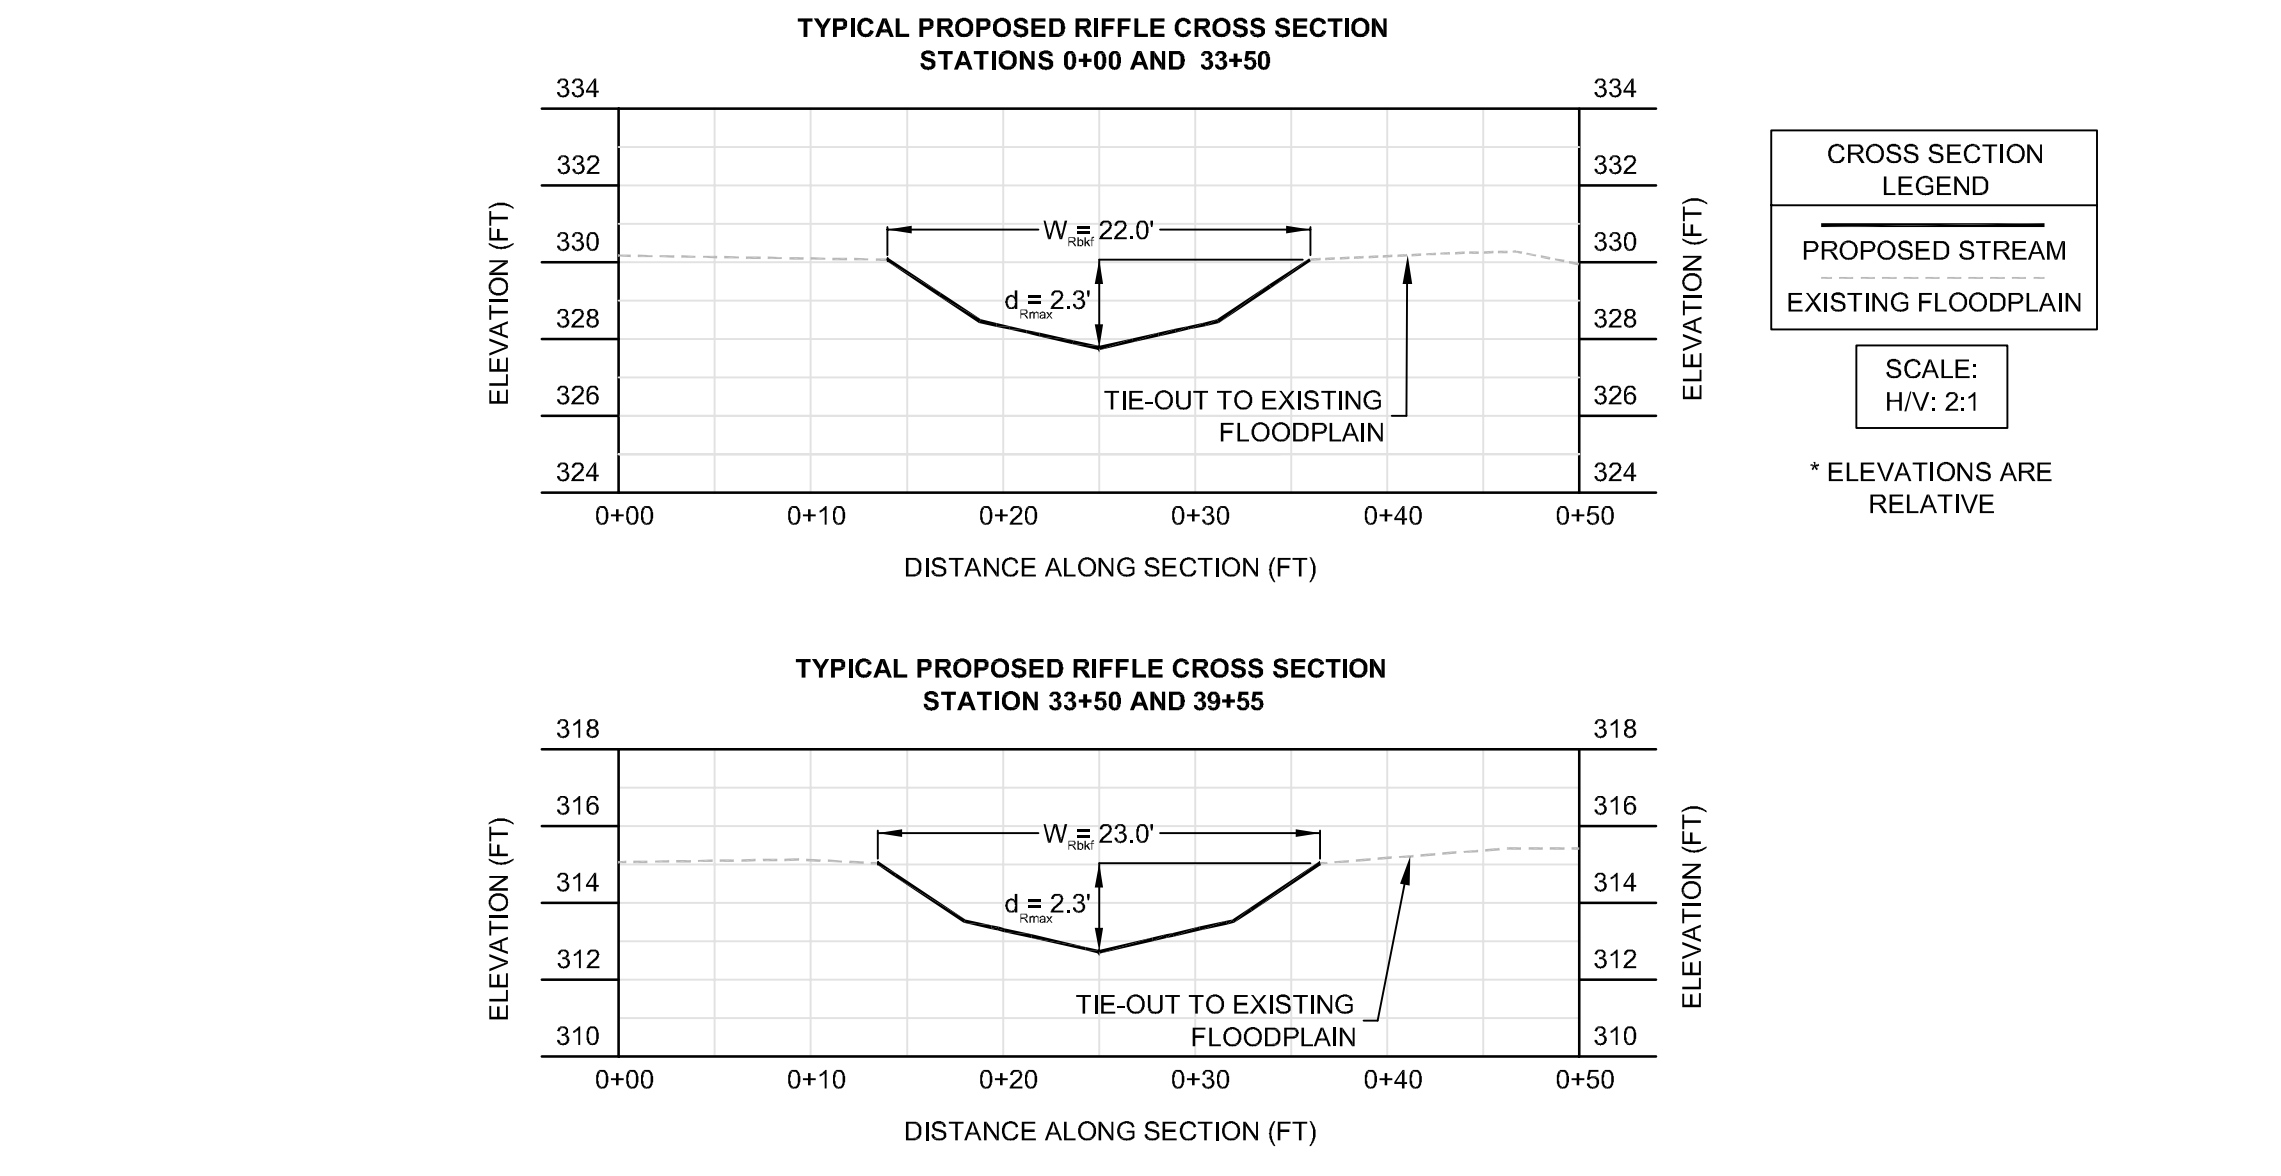 TYPICAL PROPOSED RIFFLE CROSS SECTION
STATIONS 0+00 AND 33+50
334
334
332
332
330
330
328
328
326
326
324
324
ELEVATION (FT)
ELEVATION (FT)
W Rbkf = 22.0'
d Rmax = 2.3'
TIE-OUT TO EXISTING
FLOODPLAIN
0+00 0+10 0+20 0+30 0+40 0+50
DISTANCE ALONG SECTION (FT)
CROSS SECTION
LEGEND
PROPOSED STREAM
EXISTING FLOODPLAIN
SCALE:
H/V: 2:1
* ELEVATIONS ARE
RELATIVE
TYPICAL PROPOSED RIFFLE CROSS SECTION
STATION 33+50 AND 39+55
318
318
316
316
314
314
312
312
310
310
ELEVATION (FT)
ELEVATION (FT)
W Rbkf = 23.0'
d Rmax = 2.3'
TIE-OUT TO EXISTING
FLOODPLAIN
0+00 0+10 0+20 0+30 0+40 0+50
DISTANCE ALONG SECTION (FT)